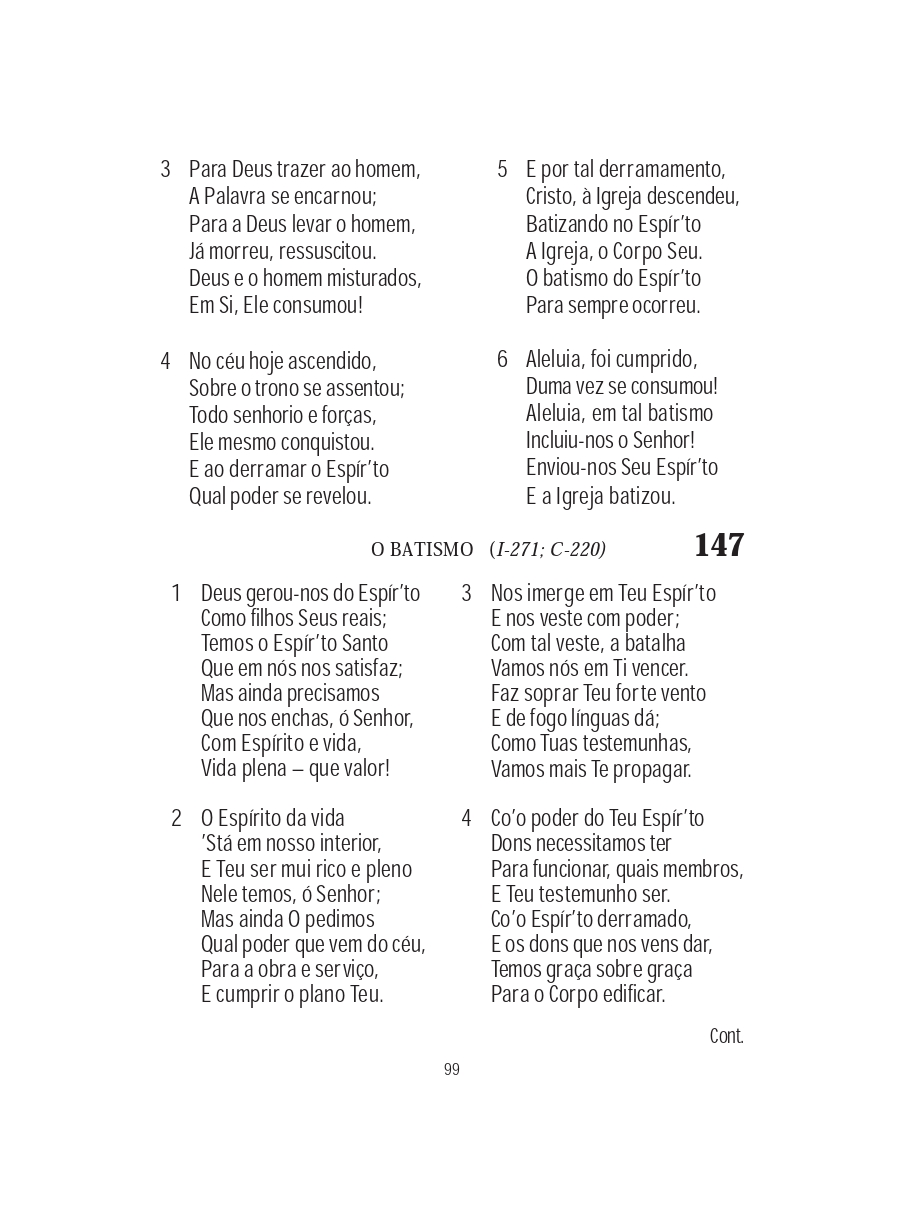 3 Para Deus trazer ao homem,
A Palavra se encarnou;
Para a Deus levar o homem,
Já morreu, ressuscitou.
Deus e o homem misturados,
Em Si, Ele consumou!
4 No céu hoje ascendido,
Sobre o trono se assentou;
Todo senhorio e forças,
Ele mesmo conquistou.
E ao derramar o Espír’to
Qual poder se revelou.
5 E por tal derramamento,
Cristo, à Igreja descendeu,
Batizando no Espír’to
A Igreja, o Corpo Seu.
O batismo do Espír’to
Para sempre ocorreu.
6 Aleluia, foi cumprido,
Duma vez se consumou!
Aleluia, em tal batismo
Incluiu-nos o Senhor!
Enviou-nos Seu Espír’to
E a Igreja batizou.
O BATISMO (I-271; C-220) 147
1 Deus gerou-nos do Espír’to
Como filhos Seus reais;
Temos o Espír’to Santo
Que em nós nos satisfaz;
Mas ainda precisamos
Que nos enchas, ó Senhor,
Com Espírito e vida,
Vida plena – que valor!
2 O Espírito da vida
’Stá em nosso interior,
E Teu ser mui rico e pleno
Nele temos, ó Senhor;
Mas ainda O pedimos
Qual poder que vem do céu,
Para a obra e serviço,
E cumprir o plano Teu.
3 Nos imerge em Teu Espír’to
E nos veste com poder;
Com tal veste, a batalha
Vamos nós em Ti vencer.
Faz soprar Teu forte vento
E de fogo línguas dá;
Como Tuas testemunhas,
Vamos mais Te propagar.
4 Co’o poder do Teu Espír’to
Dons necessitamos ter
Para funcionar, quais membros,
E Teu testemunho ser.
Co’o Espír’to derramado,
E os dons que nos vens dar,
Temos graça sobre graça
Para o Corpo edificar.
Cont.
99